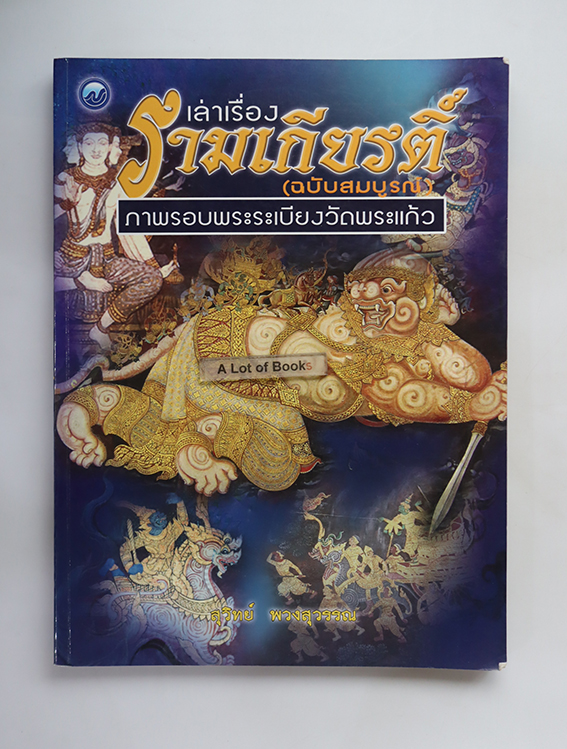 เล่าเรื่อง
รามเกียรติ์
(ฉบับสมบูรณ์)
ภาพรอบพระระเบียงวัดพระแก้ว
A Lot of Books
สุวิทย์ พวงสุวรรณ